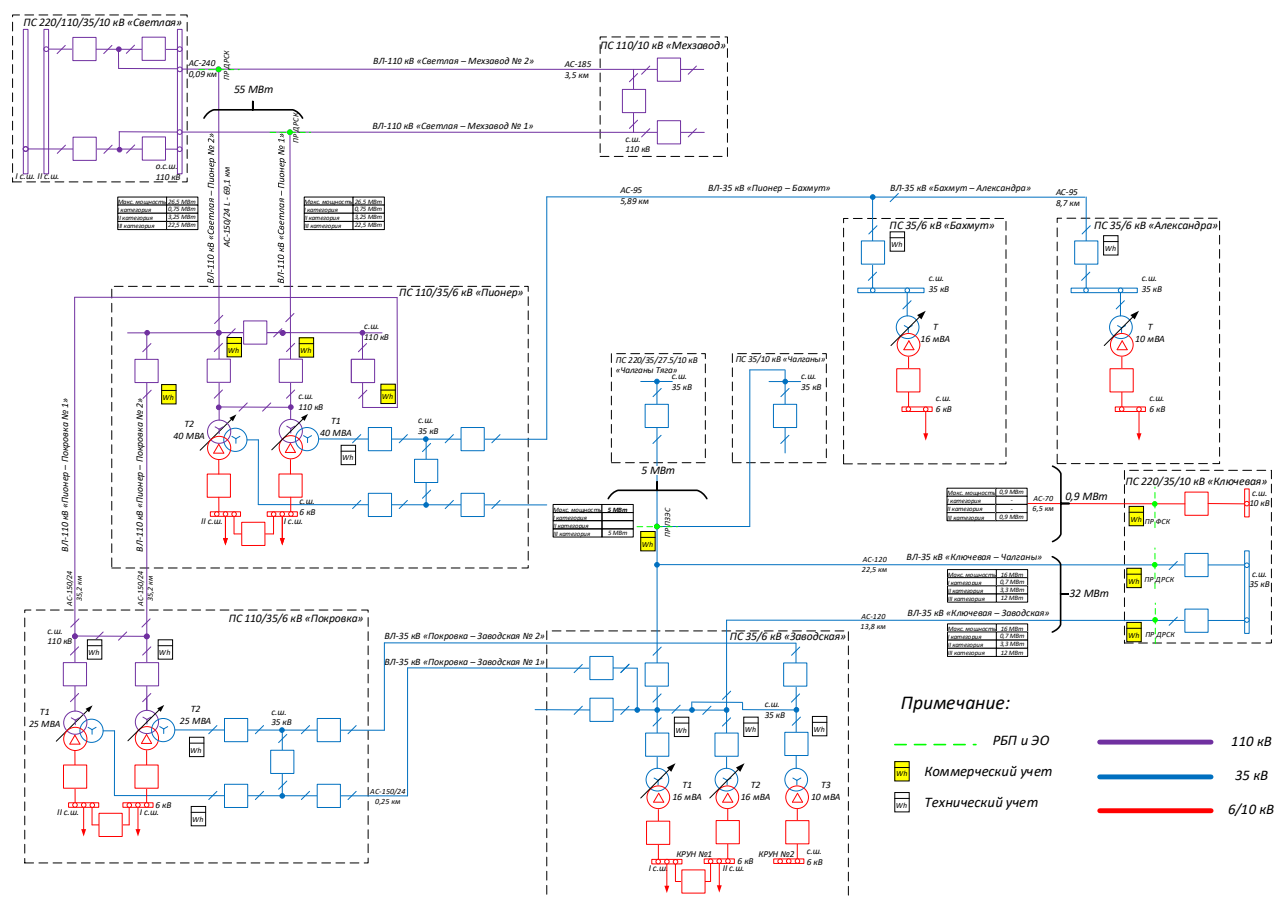 ПС 220/110/35/10 кВ «Светлая»
I с.ш.
II с.ш.
о.с.ш.
110 кВ
АС-240
0,09 км
ПР ДРСК
55 МВт
ПР ДРСК
ВЛ-110 кВ «Светлая – Мехзавод № 2»
ВЛ-110 кВ «Светлая – Мехзавод № 1»
АС-185
3,5 км
ПС 110/10 кВ «Мехзавод»
с.ш.
110 кВ
Макс. мощность 26,5 МВт
I категория 0,75 МВт
II категория 3,25 МВт
III категория 22,5 МВт
ВЛ-110 кВ «Светлая – Пионер № 2»
АС-150/24 L - 69,1 км
ВЛ-110 кВ «Светлая – Пионер № 1»
Макс. мощность 26,5 МВт
I категория 0,75 МВт
II категория 3,25 МВт
III категория 22,5 МВт
АС-95
5,89 км
ВЛ-35 кВ «Пионер – Бахмут»
ВЛ-35 кВ «Бахмут – Александра»
АС-95
8,7 км
ПС 35/6 кВ «Бахмут»
Wh
с.ш.
35 кВ
Т
16 мВА
с.ш.
6 кВ
ПС 35/6 кВ «Александра»
Wh
с.ш.
35 кВ
Т
10 мВА
с.ш.
6 кВ
ПС 110/35/6 кВ «Пионер»
с.ш.
110 кВ
Wh
Wh
Wh
Wh
с.ш.
110 кВ
Т2
40 МВА
Т1
40 МВА
Wh
с.ш.
35 кВ
с.ш.
6 кВ
II с.ш.
I с.ш.
ПС 220/35/27.5/10 кВ
«Чалганы Тяга»
с.ш.
35 кВ
ПС 35/10 кВ «Чалганы»
с.ш.
35 кВ
5 МВт
Макс. мощность 5 МВт
I категория
II категория
III категория 5 МВт
Wh
ПР ПЗЭС
Макс. мощность 0,9 МВт
I категория -
II категория -
III категория 0,9 МВт
АС-70
6,5 км
0,9 МВт
ПС 220/35/10 кВ «Ключевая»
с.ш.
10 кВ
Wh
ПР ФСК
АС-120
22,5 км
ВЛ-35 кВ «Ключевая – Чалганы»
Макс. мощность 16 МВт
I категория 0,7 МВт
II категория 3,3 МВт
III категория 12 МВт
32 МВт
Wh
ПР ДРСК
с.ш.
35 кВ
АС-120
13,8 км
ВЛ-35 кВ «Ключевая – Заводская»
Макс. мощность 16 МВт
I категория 0,7 МВт
II категория 3,3 МВт
III категория 12 МВт
Wh
ПР ДРСК
ВЛ-110 кВ «Пионер – Покровка № 1»
ВЛ-110 кВ «Пионер – Покровка № 2»
АС-150/24
35,2 км
АС-150/24
35,2 км
ПС 110/35/6 кВ «Покровка»
с.ш.
110 кВ
Wh
Wh
Т1
25 МВА
Т2
25 МВА
Wh
с.ш.
35 кВ
Wh
6 кВ
II с.ш.
I с.ш.
ВЛ-35 кВ «Покровка – Заводская № 2»
ВЛ-35 кВ «Покровка – Заводская № 1»
АС-150/24
0,25 км
ПС 35/6 кВ «Заводская»
с.ш.
35 кВ
Wh
Wh
Wh
Т1
16 мВА
Т2
16 мВА
Т3
10 мВА
КРУН №1
I с.ш.
II с.ш.
6 кВ
КРУН №2
с.ш.
6 кВ
Примечание:
РБП и ЭО
Wh Коммерческий учет
Wh Технический учет
110 кВ
35 кВ
6/10 кВ